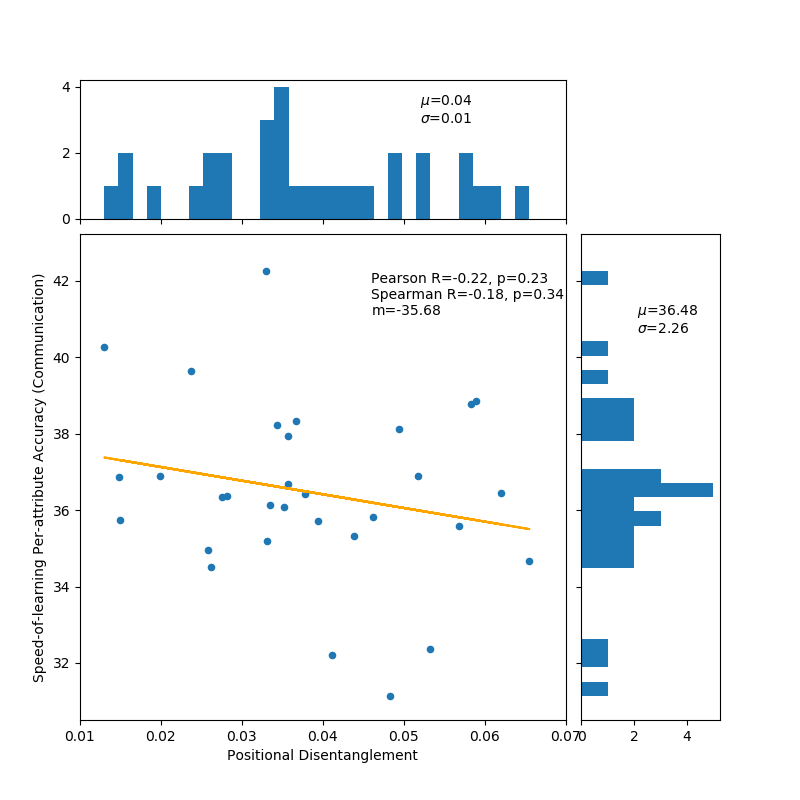 4
2
0
μ=0.04
σ=0.01
Speed-of-learning Per-attribute Accuracy (Communication)
42
40
38
36
34
32
Pearson R=-0.22, p=0.23
Spearman R=-0.18, p=0.34
m=-35.68
μ=36.48
σ=2.26
0.01 0.02 0.03 0.04 0.05 0.06 0.07
0 2 4
Positional Disentanglement